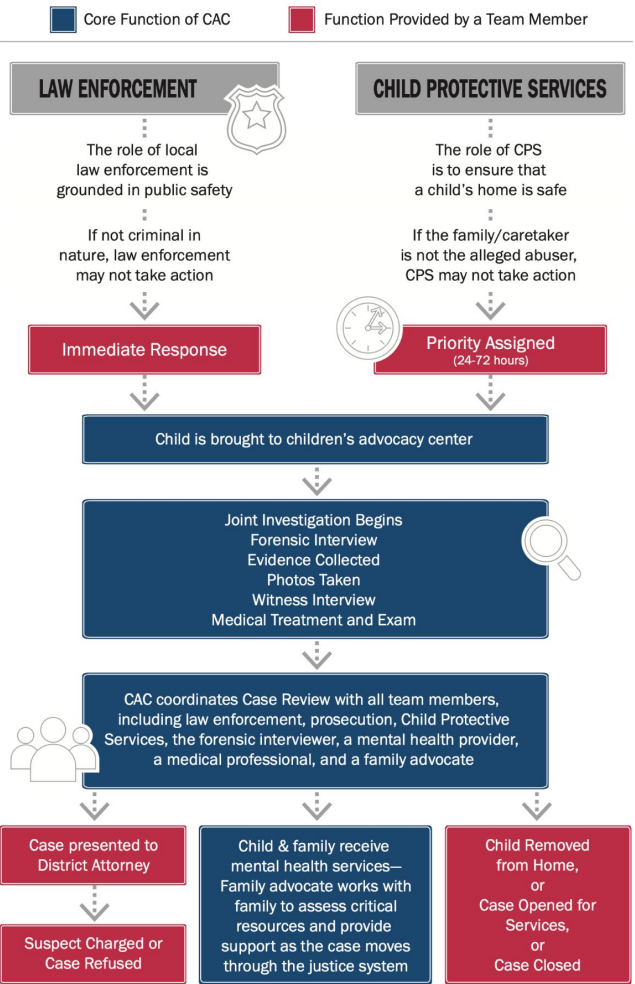 Core Function of CAC
Function Provided by a Team Member
LAW ENFORCEMENT
The role of local
law enforcement is
grounded in public safety
If not criminal in
nature, law enforcement
may not take action
Immediate Response
CHILD PROTECTIVE SERVICES
The role of CPS
is to ensure that
a child's home is safe
If the family/caretaker
is not the alleged abuser,
CPS may not take action
Priority Assigned
(24-72 hours)
Child is brought to children's advocacy center
Joint Investigation Begins
Forensic Interview
Evidence Collected
Photos Taken
Witness Interview
Medical Treatment and Exam
CAC coordinates Case Review with all team members,
including law enforcement, prosecution, Child Protective
Services, the forensic interviewer, a mental health provider,
a medical professional, and a family advocate
Case presented to
District Attorney
Suspect Charged or
Case Refused
Child & family receive
mental health services—
Family advocate works with
family to assess critical
resources and provide
support as the case moves
through the justice system
Child Removed
from Home,
or
Case Opened for
Services,
or
Case Closed